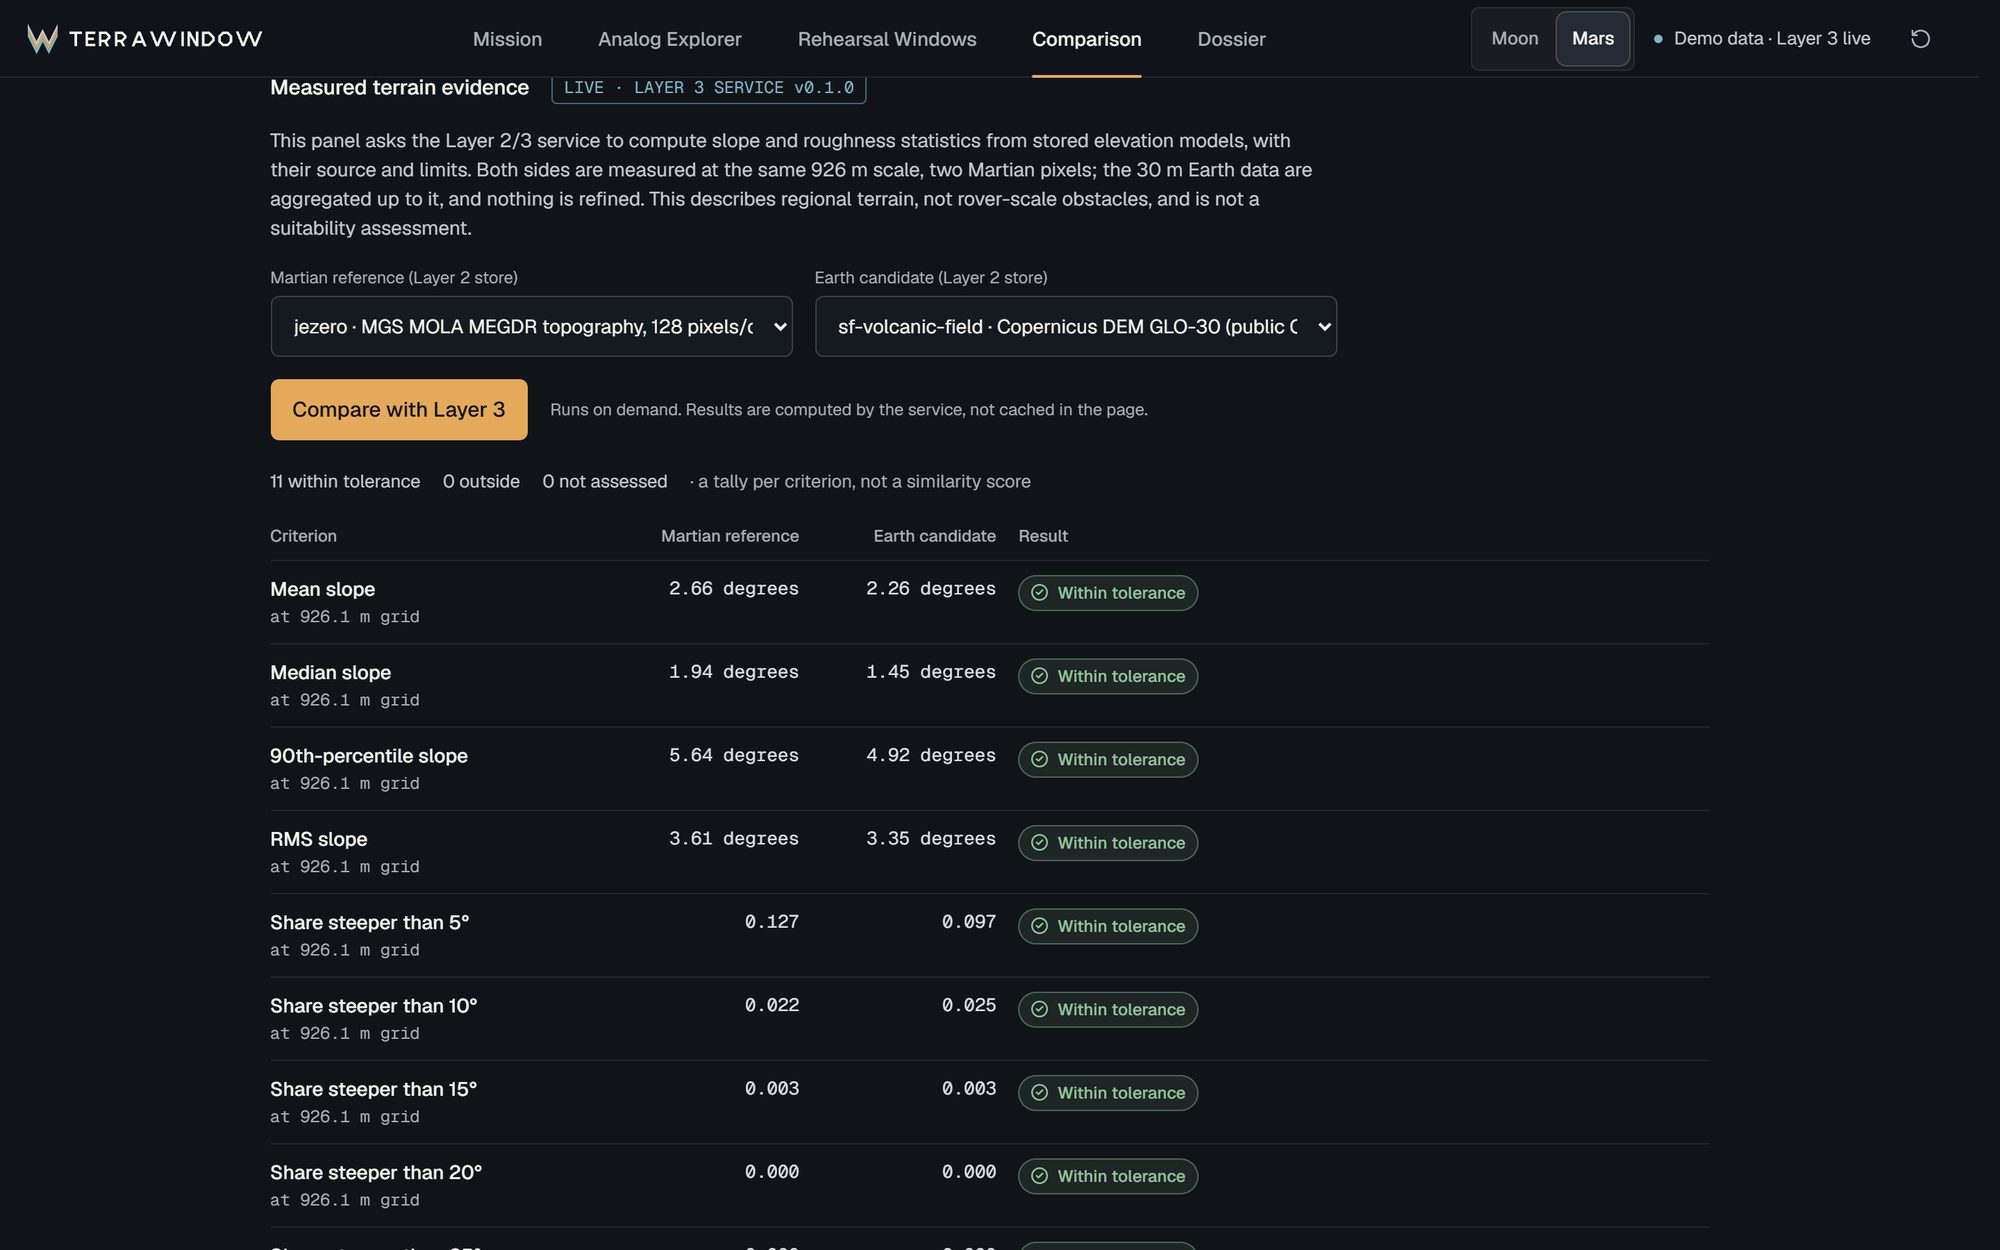 TERRAWINDOW
Mission
Analog Explorer
Rehearsal Windows
Comparison
Dossier
Moon
Mars
Demo data · Layer 3 live
Measured terrain evidence
LIVE · LAYER 3 SERVICE v0.1.0
This panel asks the Layer 2/3 service to compute slope and roughness statistics from stored elevation models, with
their source and limits. Both sides are measured at the same 926 m scale, two Martian pixels; the 30 m Earth data are
aggregated up to it, and nothing is refined. This describes regional terrain, not rover-scale obstacles, and is not a
suitability assessment.
Martian reference (Layer 2 store)
Earth candidate (Layer 2 store)
jezero · MGS MOLA MEGDR topography, 128 pixels/
sf-volcanic-field · Copernicus DEM GLO-30 (public
Compare with Layer 3
Runs on demand. Results are computed by the service, not cached in the page.
11 within tolerance 0 outside 0 not assessed · a tally per criterion, not a similarity score
Criterion Martian reference Earth candidate Result
Mean slope 2.66 degrees 2.26 degrees Within tolerance
at 926.1 m grid
Median slope 1.94 degrees 1.45 degrees Within tolerance
at 926.1 m grid
90th-percentile slope 5.64 degrees 4.92 degrees Within tolerance
at 926.1 m grid
RMS slope 3.61 degrees 3.35 degrees Within tolerance
at 926.1 m grid
Share steeper than 5° 0.127 0.097 Within tolerance
at 926.1 m grid
Share steeper than 10° 0.022 0.025 Within tolerance
at 926.1 m grid
Share steeper than 15° 0.003 0.003 Within tolerance
at 926.1 m grid
Share steeper than 20° 0.000 0.000 Within tolerance
at 926.1 m grid